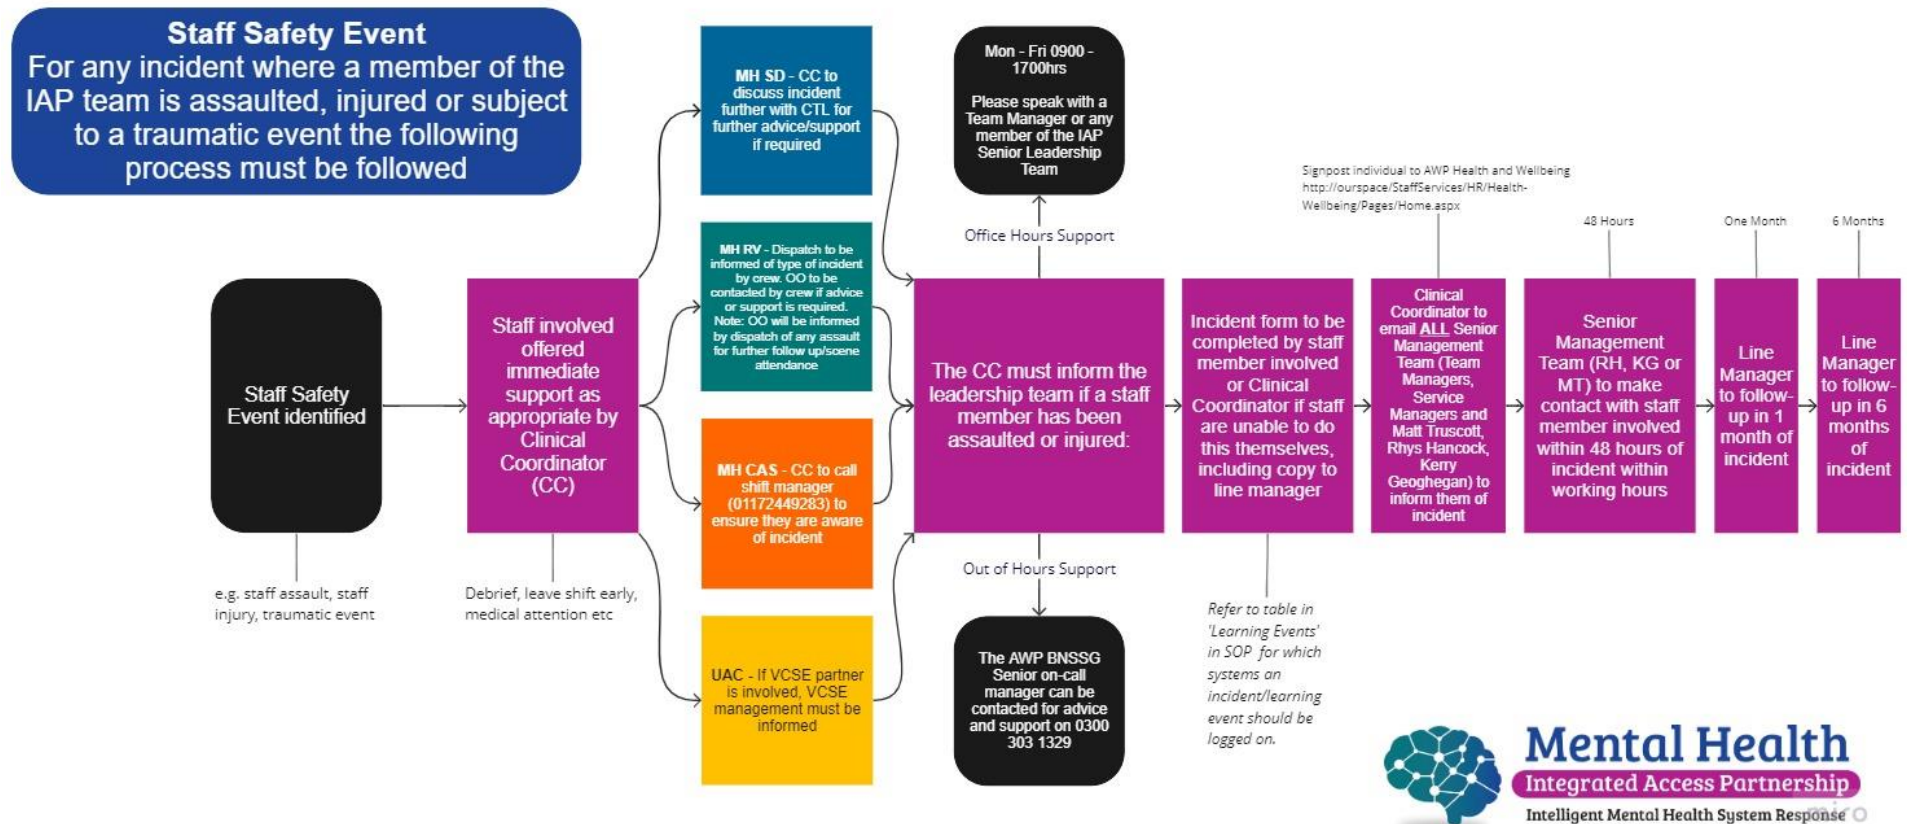 Staff Safety Event
For any incident where a member of the
IAP team is assaulted, injured or subject
to a traumatic event the following
process must be followed
Staff Safety
Event identified
e.g. staff assault, staff
injury, traumatic event
Staff involved
offered
immediate
support as
appropriate by
Clinical
Coordinator
(CC)
Debrief, leave shift early,
medical attention etc
MH SD - CC to
discuss incident
further with CTL for
further advice/support
if required
MH RV - Dispatch to be
informed of type of incident
by crew. OO to be
contacted by crew if advice
or support is required.
Note: OO will be informed
by dispatch of any assault
for further follow up/scene
attendance
MH CAS - CC to call
shift manager
(01172449283) to
ensure they are aware
of incident
UAC - If VCSE partner
is involved, VCSE
management must be
informed
Mon - Fri 0900 -
1700hrs
Please speak with a
Team Manager or any
member of the IAP
Senior Leadership
Team
Office Hours Support
The CC must inform the
leadership team if a staff
member has been
assaulted or injured:
Out of Hours Support
The AWP BNSSG
Senior on-call
manager can be
contacted for advice
and support on 0300
303 1329
Incident form to be
completed by staff
member involved
or Clinical
Coordinator if staff
are unable to do
this themselves,
including copy to
line manager
Refer to table in
'Learning Events'
in SOP for which
systems an
incident/learning
event should be
logged on.
Signpost individual to AWP Health and Wellbeing
http://ourspace/StaffServices/HR/Health-
Wellbeing/Pages/Home.aspx
Clinical
Coordinator to
email ALL Senior
Management
Team (Team
Managers,
Service
Managers and
Matt Truscott,
Rhys Hancock,
Kerry
Geoghegan) to
inform them of
incident
48 Hours
Senior
Management
Team (RH, KG or
MT) to make
contact with staff
member involved
within 48 hours of
incident within
working hours
One Month
Line
Manager
to follow-
up in 1
month of
incident
6 Months
Line
Manager
to follow-
up in 6
months
of
incident
Mental Health
Integrated Access Partnership
Intelligent Mental Health System Response
miro